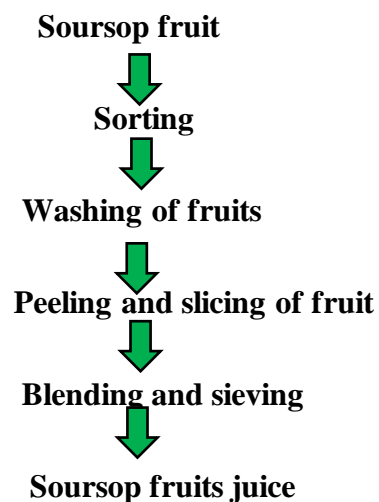 Soursop fruit
Sorting
Washing of fruits
Peeling and slicing of fruit
Blending and sieving
Soursop fruits juice